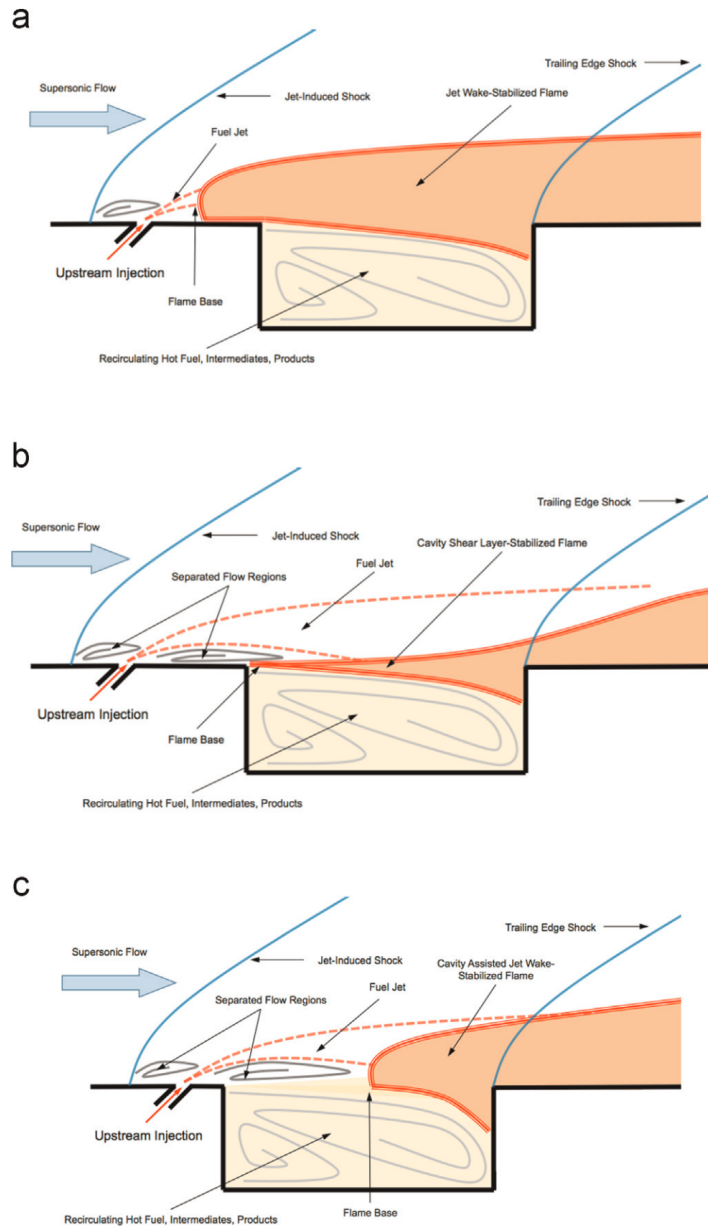 a
Trailing Edge Shock
Supersonic Flow
Jet-Induced Shock
Jet Wake-Stabilized Flame
Fuel Jet
Upstream Injection
Flame Base
Recirculating Hot Fuel, Intermediates, Products
b
Trailing Edge Shock
Supersonic Flow
Jet-Induced Shock
Cavity Shear Layer-Stabilized Flame
Separated Flow Regions
Fuel Jet
Upstream Injection
Flame Base
Recirculating Hot Fuel, Intermediates, Products
c
Trailing Edge Shock
Supersonic Flow
Jet-Induced Shock
Cavity Assisted Jet Wake-
Stabilized Flame
Separated Flow Regions
Fuel Jet
Upstream Injection
Flame Base
Recirculating Hot Fuel, Intermediates, Products